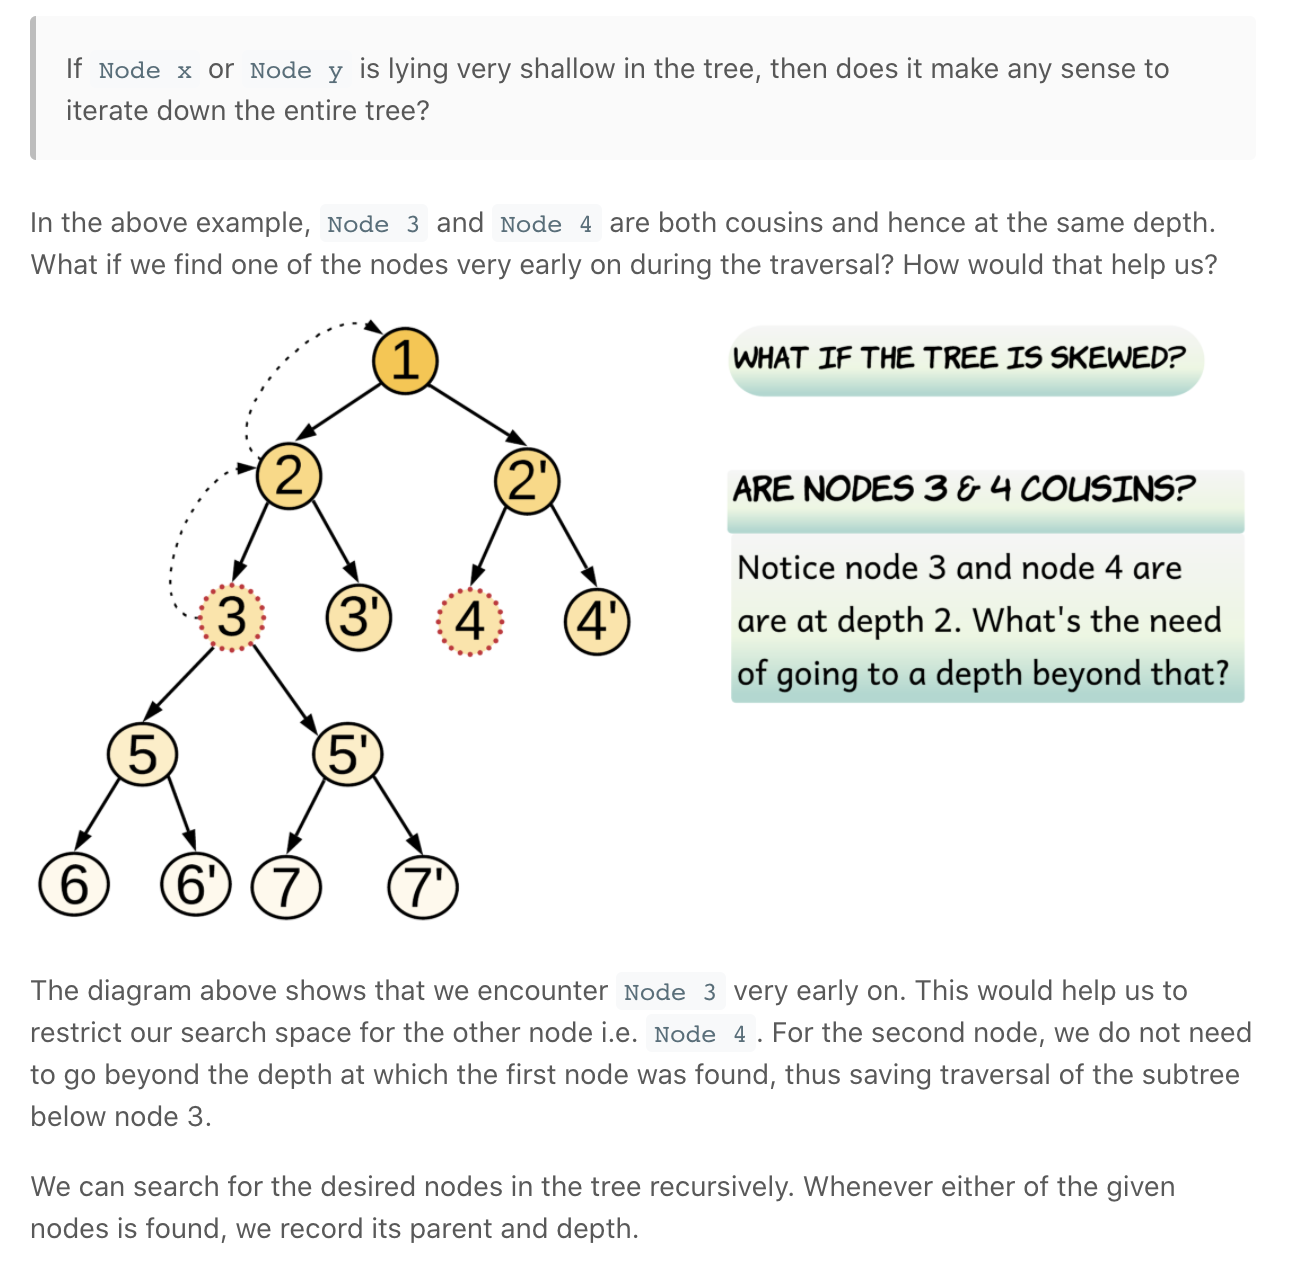 If Node x or Node y is lying very shallow in the tree, then does it make any sense to
iterate down the entire tree?
In the above example, Node 3 and Node 4 are both cousins and hence at the same depth.
What if we find one of the nodes very early on during the traversal? How would that help us?
1
WHAT IF THE TREE IS SKEWED?
2
2'
ARE NODES 3 & 4 COUSINS?
Notice node 3 and node 4 are
are at depth 2. What's the need
of going to a depth beyond that?
3
3'
4
4'
5
5'
6
6'
7
7'
The diagram above shows that we encounter Node 3 very early on. This would help us to
restrict our search space for the other node i.e. Node 4. For the second node, we do not need
to go beyond the depth at which the first node was found, thus saving traversal of the subtree
below node 3.
We can search for the desired nodes in the tree recursively. Whenever either of the given
nodes is found, we record its parent and depth.